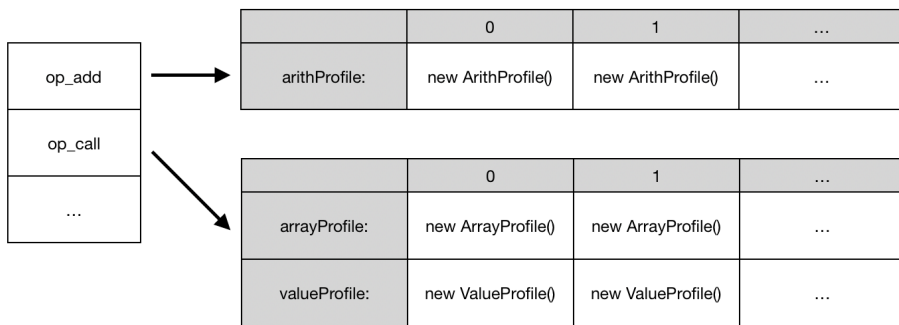 op_add
op_call
...
0 1 ...
arithProfile: new ArithProfile() new ArithProfile() ...
0 1 ...
arrayProfile: new ArrayProfile() new ArrayProfile() ...
valueProfile: new ValueProfile() new ValueProfile() ...